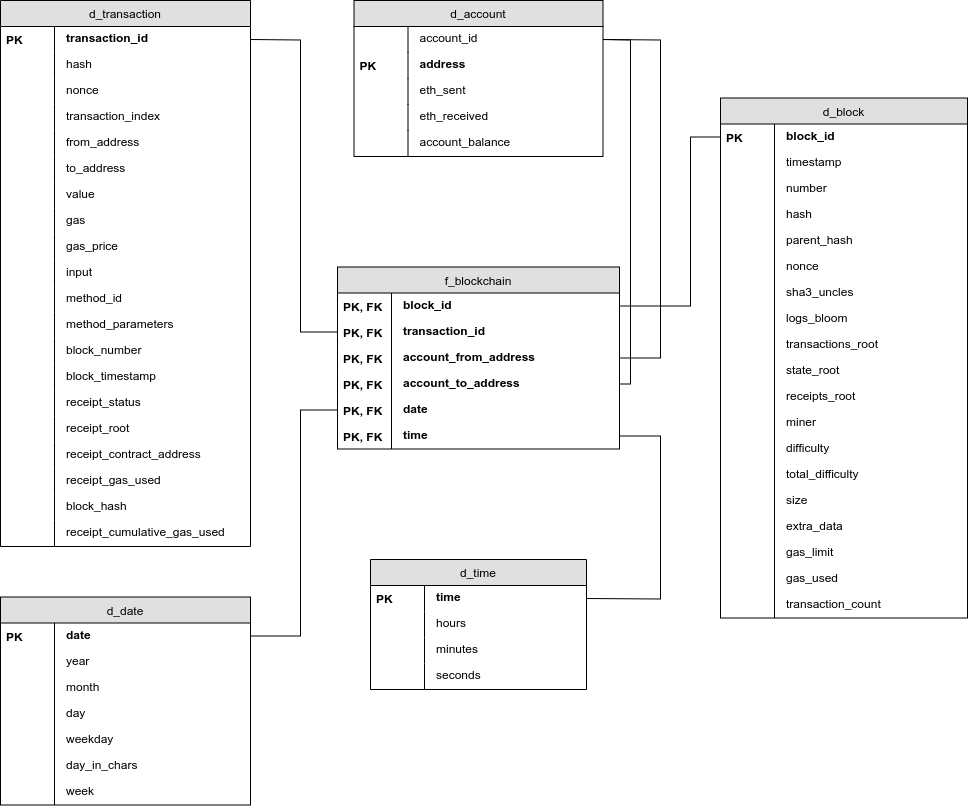 d_transaction
PK transaction_id
hash
nonce
transaction_index
from_address
to_address
value
gas
gas_price
input
method_id
method_parameters
block_number
block_timestamp
receipt_status
receipt_root
receipt_contract_address
receipt_gas_used
block_hash
receipt_cumulative_gas_used
d_account
account_id
PK address
eth_sent
eth_received
account_balance
d_block
PK block_id
timestamp
number
hash
parent_hash
nonce
sha3_uncles
logs_bloom
transactions_root
state_root
receipts_root
miner
difficulty
total_difficulty
size
extra_data
gas_limit
gas_used
transaction_count
f_blockchain
PK, FK block_id
PK, FK transaction_id
PK, FK account_from_address
PK, FK account_to_address
PK, FK date
PK, FK time
d_time
PK time
hours
minutes
seconds
d_date
PK date
year
month
day
weekday
day_in_chars
week